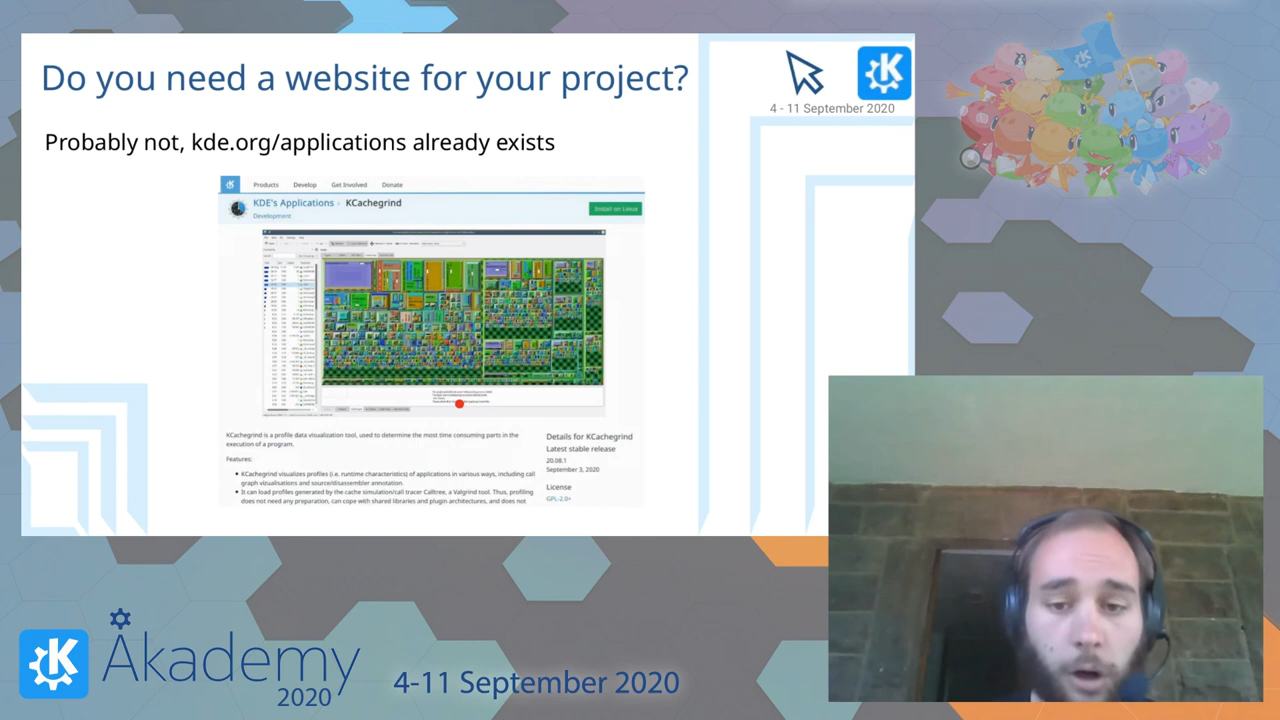 Do you need a website for your project?
4 - 11 September 2020
Probably not, kde.org/applications already exists
Products Develop Get Involved Donate
KDE's Applications › KCachegrind
Development
Install on Linux
KCachegrind is a profile data visualization tool, used to determine the most time consuming parts in the
execution of a program.
Features:
KCachegrind visualizes profiles (i.e. runtime characteristics) of applications in various ways, including call
graph visualizations and source/disassembler annotation.
It can load profiles generated by the cache simulation/call tracer Calltree, a Valgrind tool. Thus, profiling
does not need any preparation, can cope with shared libraries and plugin architectures, and does not
Details for KCachegrind
Latest stable release
20.08.1
September 3, 2020
License
GPL-2.0+
Akademy
2020
4-11 September 2020